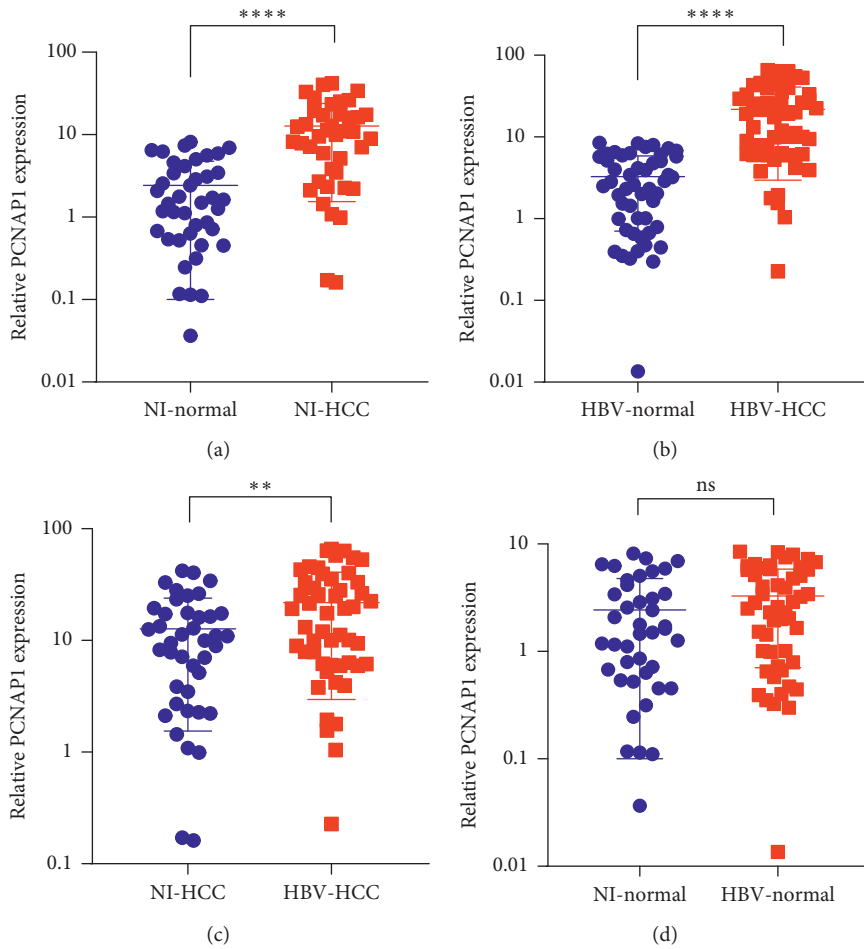 ****
100
10
1
0.1
0.01
Relative PCNAP1 expression
NI-normal
NI-HCC
(a)
****
100
10
1
0.1
0.01
Relative PCNAP1 expression
HBV-normal
HBV-HCC
(b)
**
100
10
1
0.1
Relative PCNAP1 expression
NI-HCC
HBV-HCC
(c)
ns
10
1
0.1
0.01
Relative PCNAP1 expression
NI-normal
HBV-normal
(d)